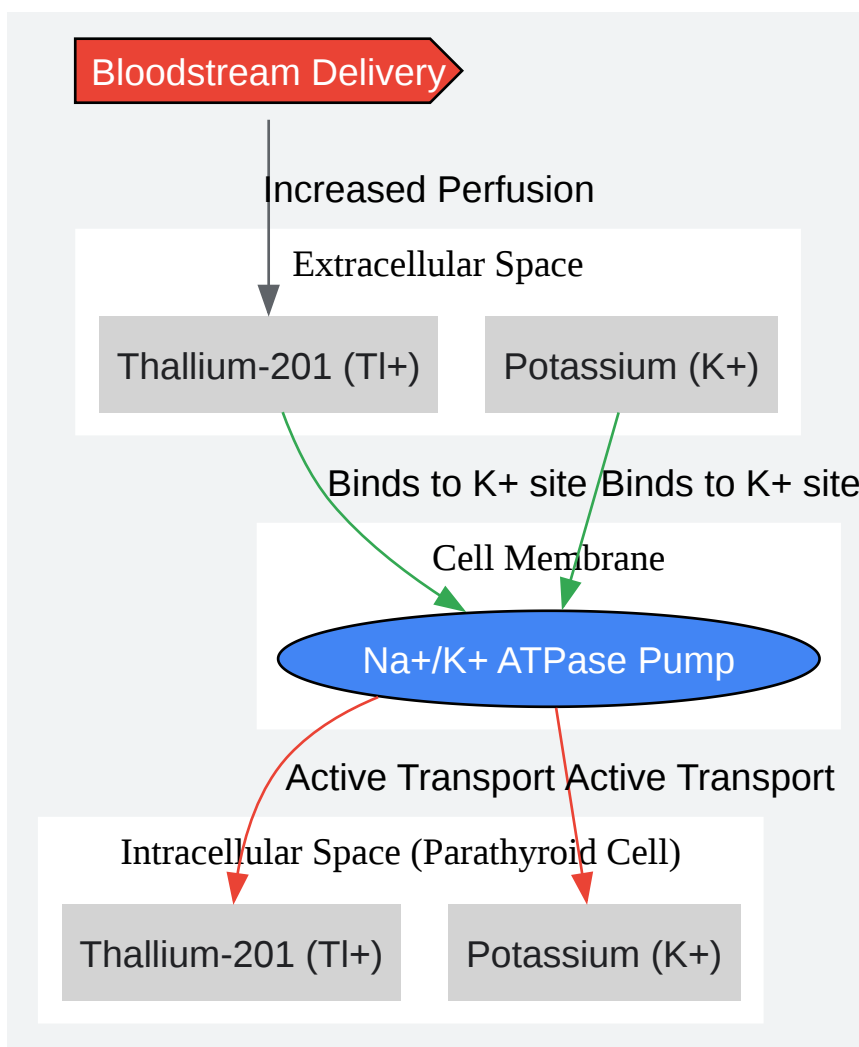 Bloodstream Delivery
Increased Perfusion
Extracellular Space
Thallium-201 (Tl+)
Potassium (K+)
Binds to K+ site
Binds to K+ site
Cell Membrane
Na+/K+ ATPase Pump
Active Transport
Active Transport
Intracellular Space (Parathyroid Cell)
Thallium-201 (Tl+)
Potassium (K+)